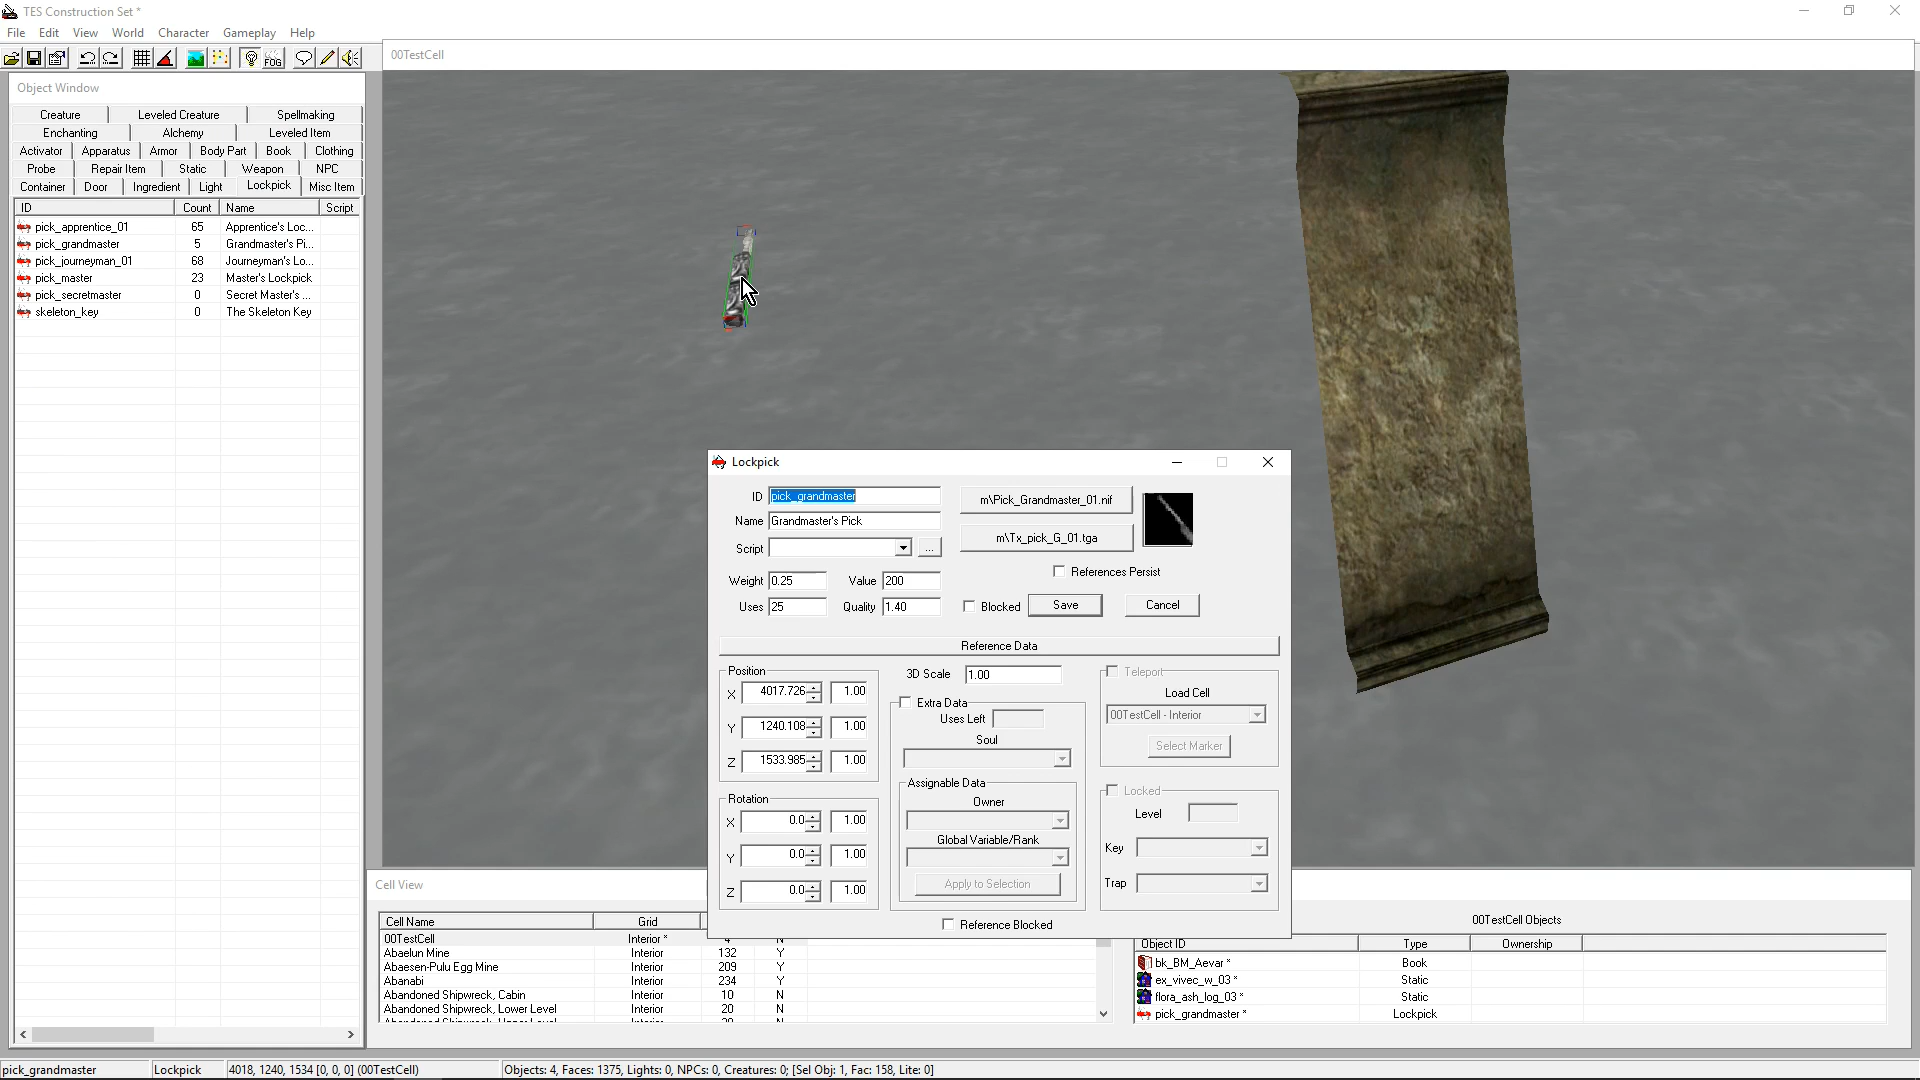 TES Construction Set *
File Edit View World Character Gameplay Help
FOG
Object Window
00TestCell
Creature Leveled Creature Spellmaking
Enchanting Alchemy Leveled Item
Activator Apparatus Armor Body Part Book Clothing
Probe Repair Item Static Weapon NPC
Container Door Ingredient Light Lockpick Misc Item
ID Count Name Script
pick_apprentice_01 65 Apprentice's Loc...
pick_grandmaster 5 Grandmaster's Pi...
pick_journeyman_01 68 Journeyman's Lo...
pick_master 23 Master's Lockpick
pick_secretmaster 0 Secret Master's ...
skeleton_key 0 The Skeleton Key
Lockpick
ID pick_grandmaster m\Pick_Grandmaster_01.nif
Name Grandmaster's Pick
Script ... m\Tx_pick_G_01.tga
References Persist
Weight 0.25 Value 200
Uses 25 Quality 1.40 Blocked Save Cancel
Reference Data
Position
X 4017.726 1.00
Y 1240.108 1.00
Z 1533.985 1.00
Rotation
X 0.0 1.00
Y 0.0 1.00
Z 0.0 1.00
3D Scale 1.00
Extra Data
Uses Left
Soul
Assignable Data
Owner
Global Variable/Rank
Apply to Selection
Reference Blocked
Teleport
Load Cell
00TestCell - Interior
Select Marker
Locked
Level
Key
Trap
Cell View
Cell Name Grid
00TestCell Interior * 4 N
Abaelun Mine Interior 132 Y
Abaesen-Pulu Egg Mine Interior 209 Y
Abanabi Interior 234 Y
Abandoned Shipwreck, Cabin Interior 10 N
Abandoned Shipwreck, Lower Level Interior 20 N
Abandoned Shipwreck, Upper Level Interior 20 N
00TestCell Objects
Object ID Type Ownership
bk_BM_Aevar * Book
ex_vivec_w_03 * Static
flora_ash_log_03 * Static
pick_grandmaster * Lockpick
pick_grandmaster Lockpick 4018, 1240, 1534 [0, 0, 0] (00TestCell) Objects: 4, Faces: 1375, Lights: 0, NPCs: 0, Creatures: 0; [Sel Obj: 1, Fac: 158, Lite: 0]